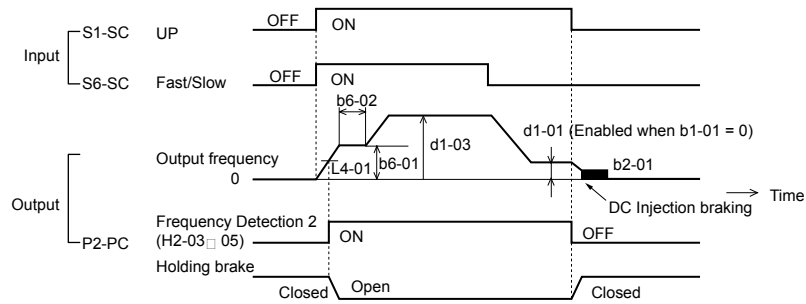 OFF ON
Input S1-SC UP
S6-SC Fast/Slow OFF ON
b6-02
d1-01 (Enabled when b1-01 = 0)
d1-03
Output frequency
0 L4-01 b6-01 b2-01
Time
Output DC Injection braking
Frequency Detection 2
P2-PC (H2-03□ 05) ON OFF
Holding brake
Closed Open Closed